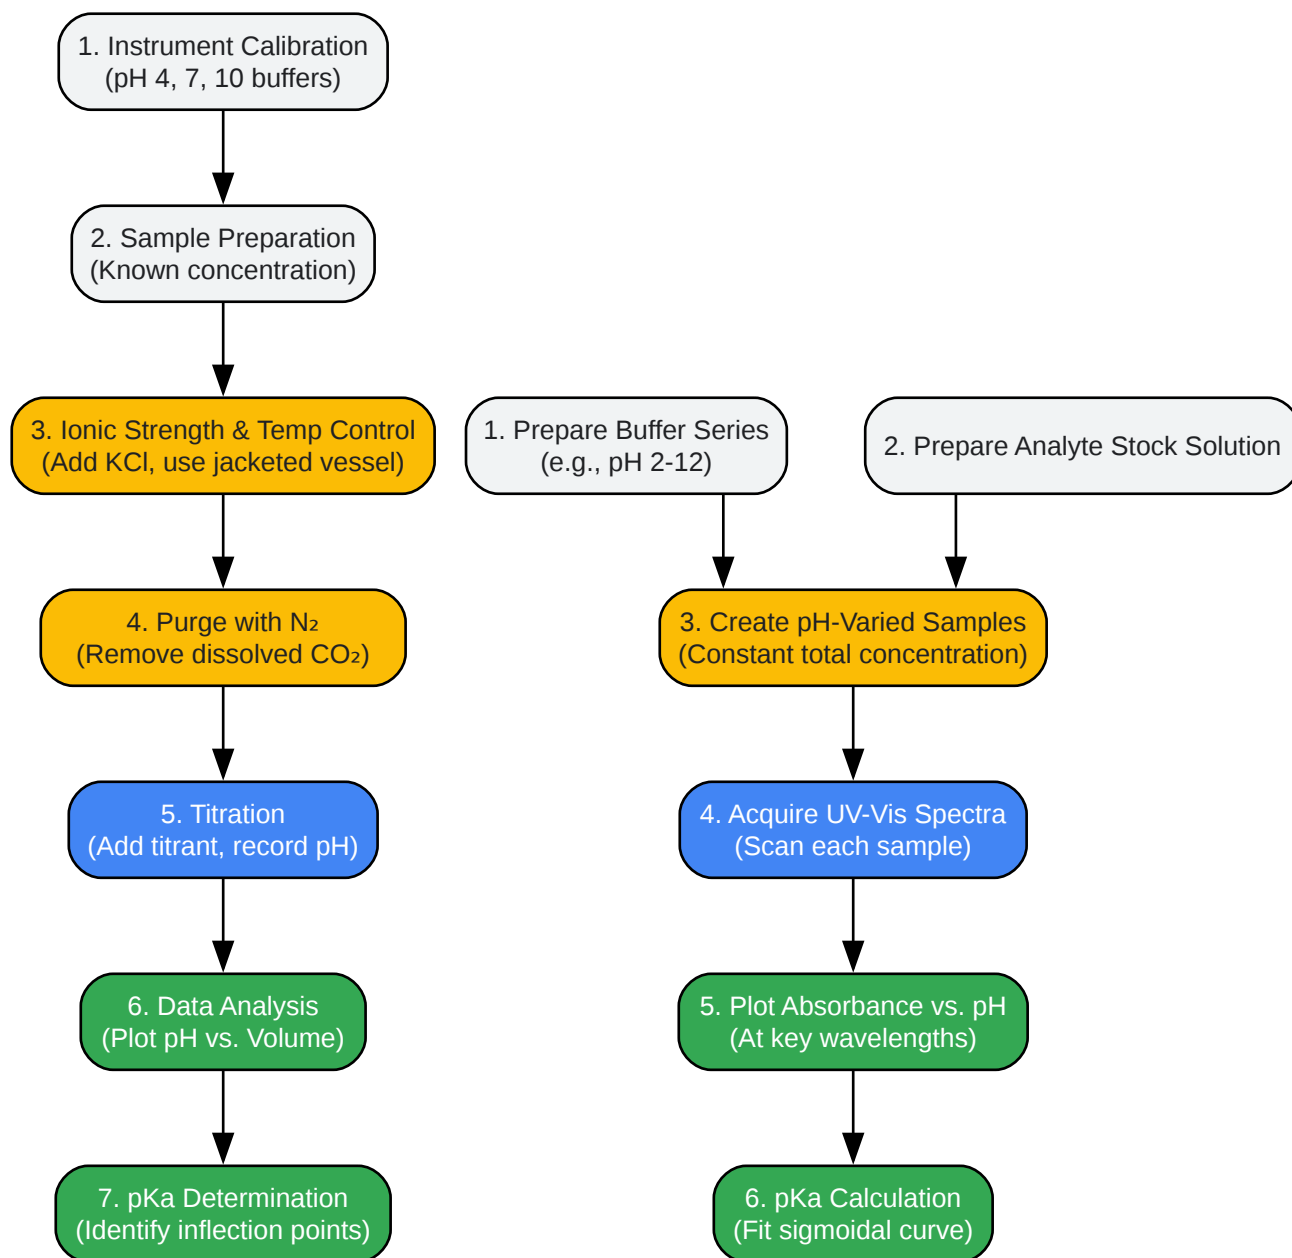 1. Instrument Calibration
(pH 4, 7, 10 buffers)
2. Sample Preparation
(Known concentration)
3. Ionic Strength & Temp Control
(Add KCl, use jacketed vessel)
4. Purge with N₂
(Remove dissolved CO₂)
5. Titration
(Add titrant, record pH)
6. Data Analysis
(Plot pH vs. Volume)
7. pKa Determination
(Identify inflection points)
1. Prepare Buffer Series
(e.g., pH 2-12)
2. Prepare Analyte Stock Solution
3. Create pH-Varied Samples
(Constant total concentration)
4. Acquire UV-Vis Spectra
(Scan each sample)
5. Plot Absorbance vs. pH
(At key wavelengths)
6. pKa Calculation
(Fit sigmoidal curve)